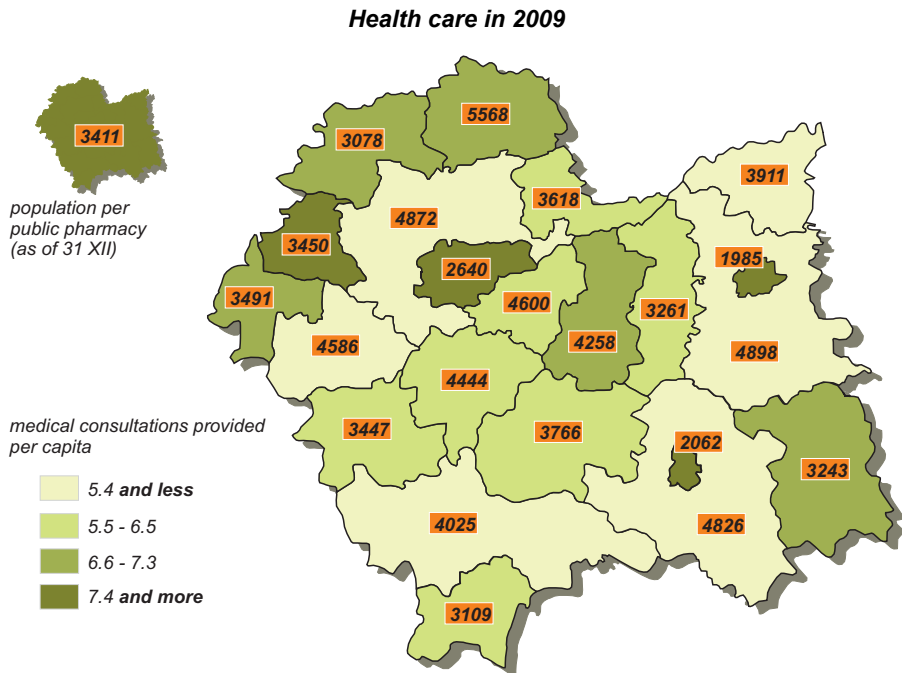 Health care in 2009
3411
population per
public pharmacy
(as of 31 XII)
5568
3078
3911
3618
4872
3450
1985
2640
3491
4600
3261
4586
4258
4898
4444
3447
3766
2062
3243
4025
4826
3109
medical consultations provided
per capita
5.4 and less
5.5 - 6.5
6.6 - 7.3
7.4 and more